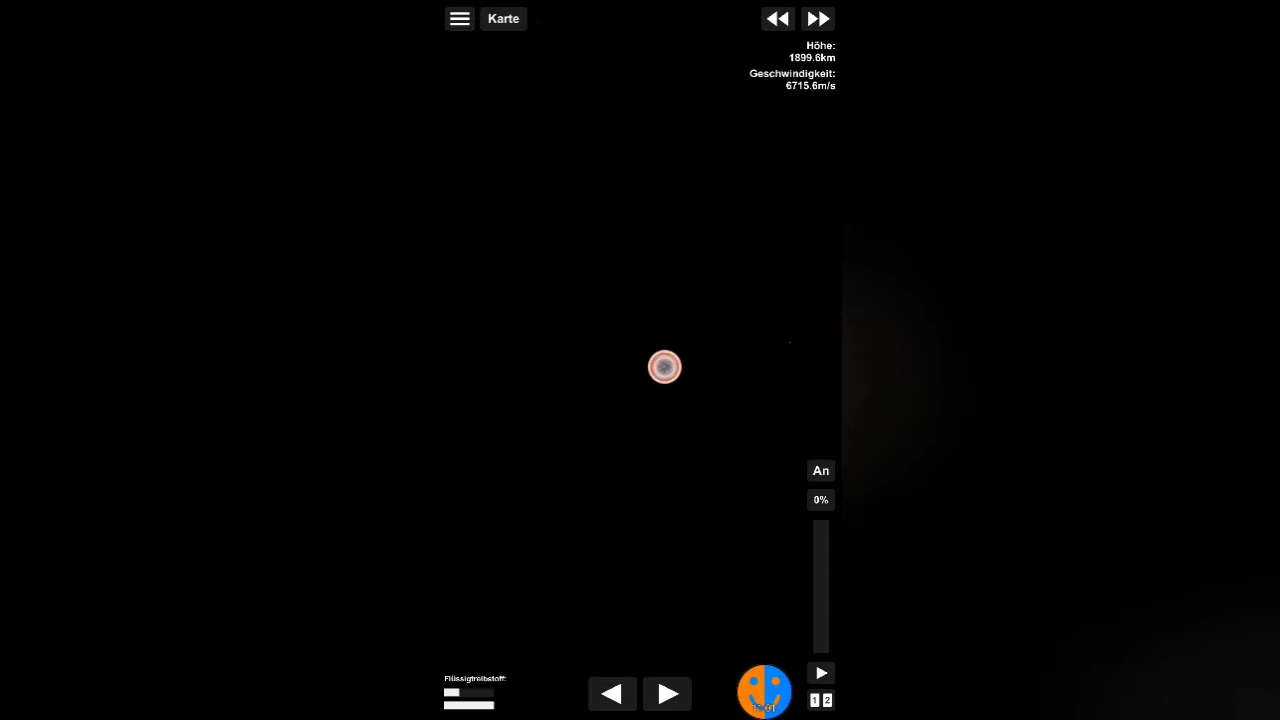 Karte
Höhe:
1899.6km
Geschwindigkeit:
6715.6m/s
An
0%
Flüssigtreibstoff:
1 2